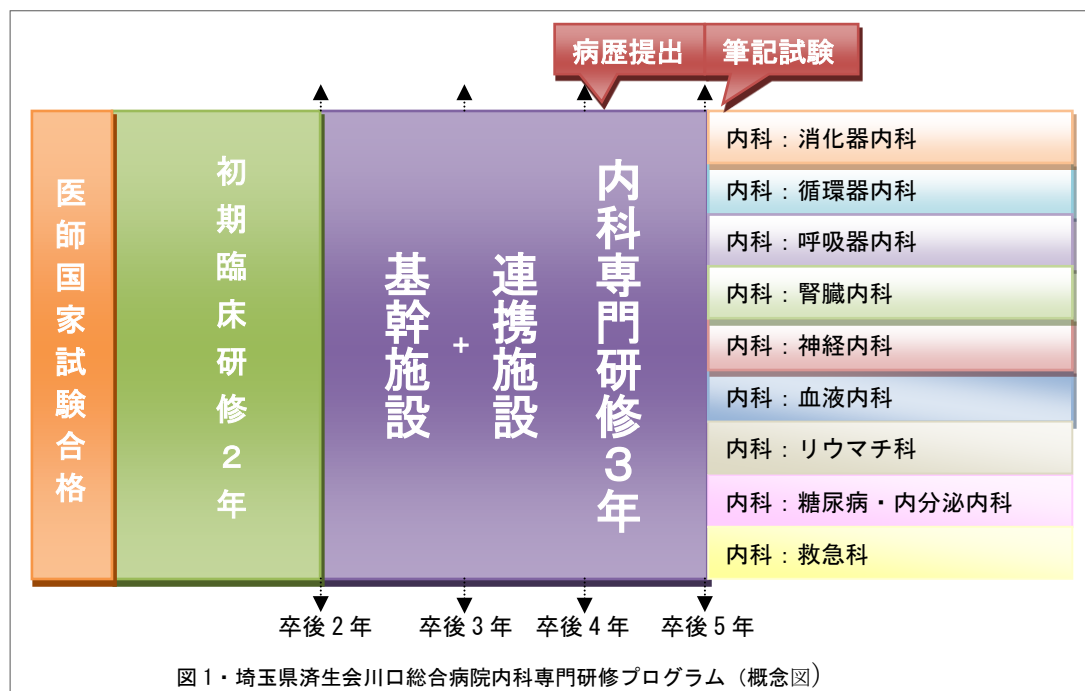 病歴提出
筆記試験
医師国家試験合格
初期臨床研修２年
基幹施設
+
連携施設
内科専門研修３年
内科：消化器内科
内科：循環器内科
内科：呼吸器内科
内科：腎臓内科
内科：神経内科
内科：血液内科
内科：リウマチ科
内科：糖尿病・内分泌内科
内科：救急科
卒後２年
卒後３年
卒後４年
卒後５年
図１・埼玉県済生会川口総合病院内科専門研修プログラム（概念図）